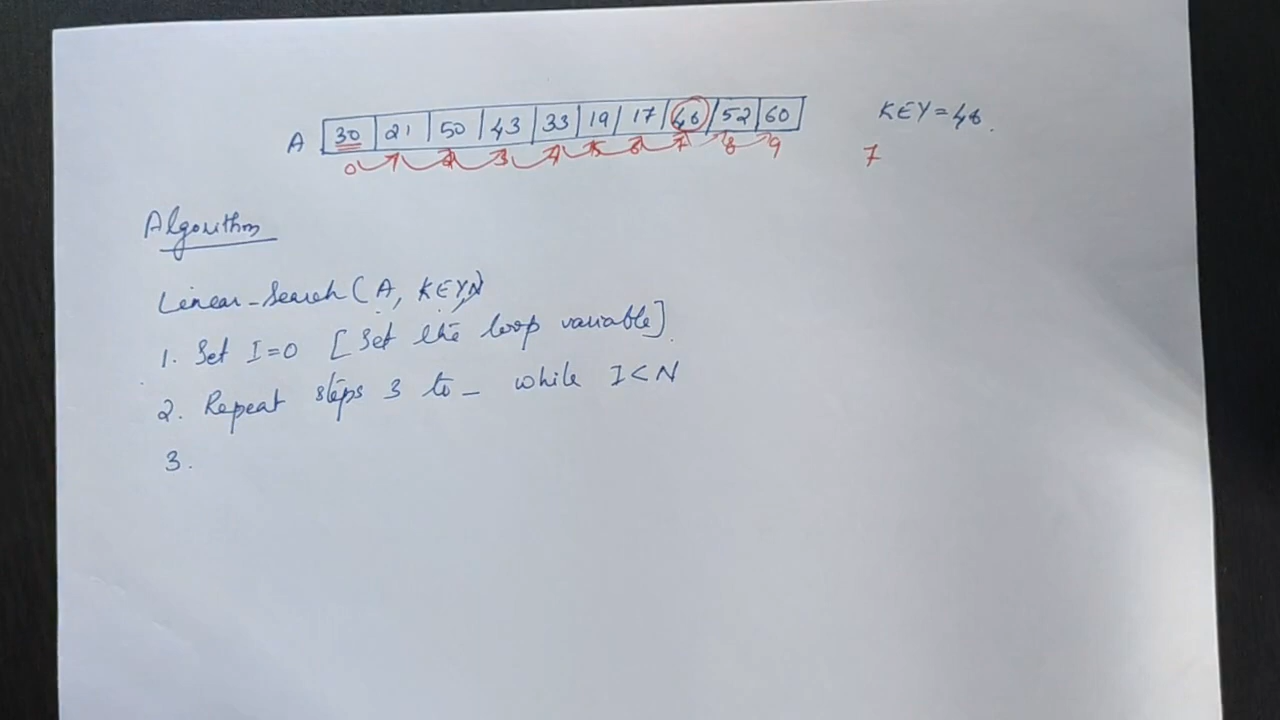 A 30 21 50 43 33 19 17 46 52 60 KEY=46.
0 1 2 3 4 5 6 7 8 9 7
Algorithm
Linear-Search(A, KEY,N)
1. Set I=0 [Set the loop variable].
2. Repeat steps 3 to _ while I<N
3.